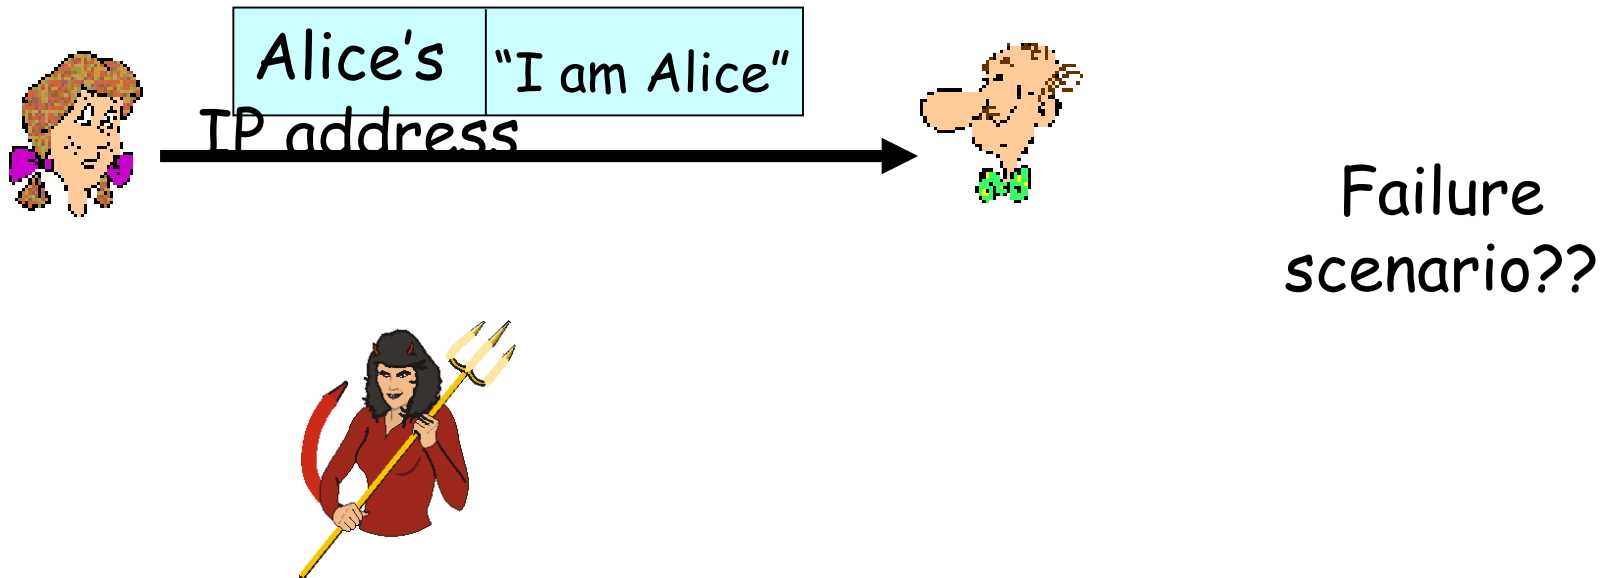 Alice’s
“I am Alice”
IP address
Failure
scenario??